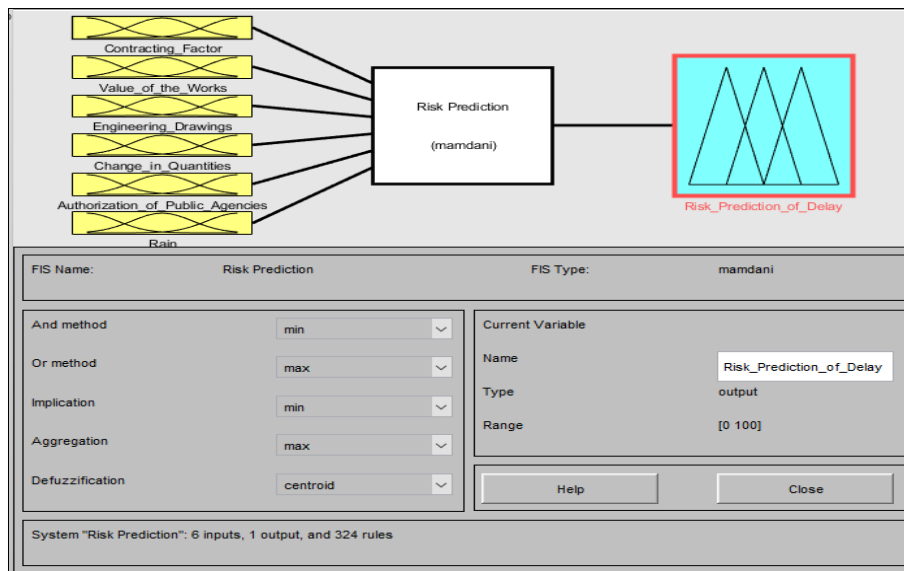 Contracting_Factor
Value_of_the_Works
Engineering_Drawings
Change_in_Quantities
Authorization_of_Public_Agencies
Rain
Risk Prediction
(mamdani)
Risk_Prediction_of_Delay
FIS Name: Risk Prediction FIS Type: mamdani
And method min
Or method max
Implication min
Aggregation max
Defuzzification centroid
Current Variable
Name Risk_Prediction_of_Delay
Type output
Range [0 100]
Help Close
System "Risk Prediction": 6 inputs, 1 output, and 324 rules